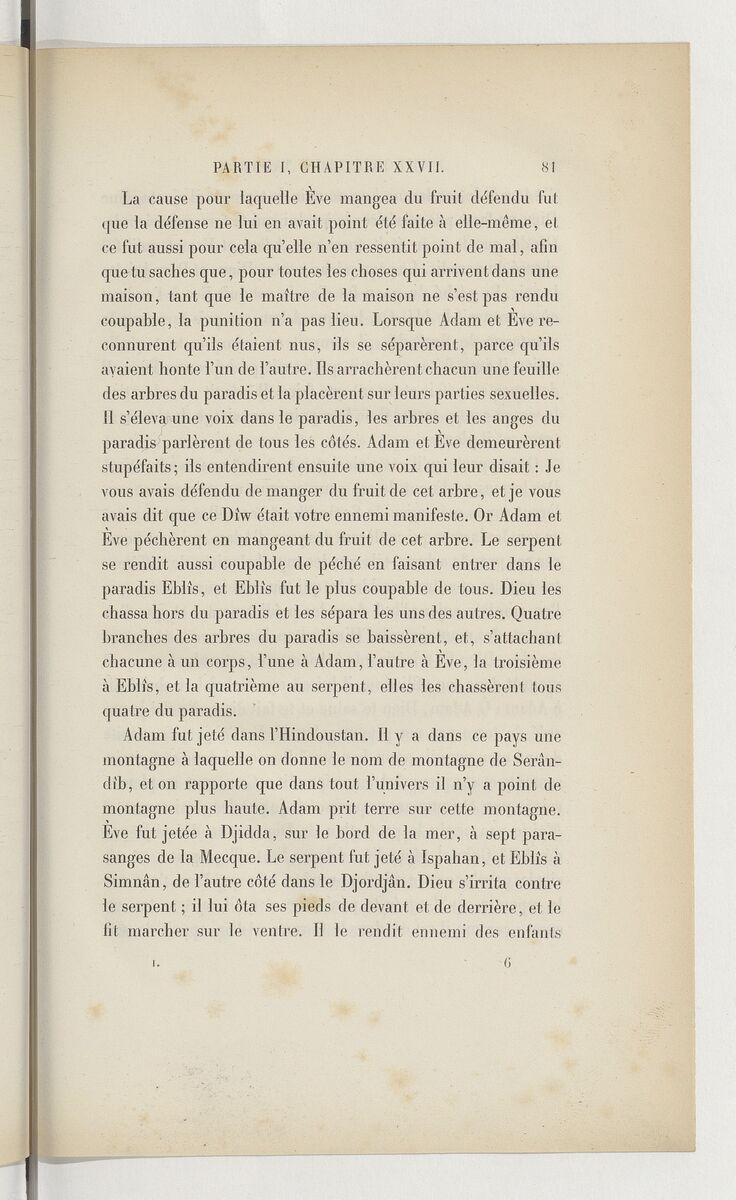 PARTIE I, CHAPITRE XXVII. 81
La cause pour laquelle Ève mangea du fruit défendu fut
que la défense ne lui en avait point été faite à elle-même, et
ce fut aussi pour cela qu'elle n'en ressentit point de mal, afin
que tu saches que, pour toutes les choses qui arrivent dans une
maison, tant que le maître de la maison ne s'est pas rendu
coupable, la punition n'a pas lieu. Lorsque Adam et Ève re-
connurent qu'ils étaient nus, ils se séparèrent, parce qu'ils
avaient honte l'un de l'autre. Ils arrachèrent chacun une feuille
des arbres du paradis et la placèrent sur leurs parties sexuelles.
Il s'éleva une voix dans le paradis, les arbres et les anges du
paradis parlèrent de tous les côtés. Adam et Ève demeurèrent
stupéfaits; ils entendirent ensuite une voix qui leur disait : Je
vous avais défendu de manger du fruit de cet arbre, et je vous
avais dit que ce Dîw était votre ennemi manifeste. Or Adam et
Ève péchèrent en mangeant du fruit de cet arbre. Le serpent
se rendit aussi coupable de péché en faisant entrer dans le
paradis Eblîs, et Eblîs fut le plus coupable de tous. Dieu les
chassa hors du paradis et les sépara les uns des autres. Quatre
branches des arbres du paradis se baissèrent, et, s'attachant
chacune à un corps, l'une à Adam, l'autre à Ève, la troisième
à Eblîs, et la quatrième au serpent, elles les chassèrent tous
quatre du paradis.
Adam fut jeté dans l'Hindoustan. Il y a dans ce pays une
montagne à laquelle on donne le nom de montagne de Serân-
dîb, et on rapporte que dans tout l'univers il n'y a point de
montagne plus haute. Adam prit terre sur cette montagne.
Ève fut jetée à Djidda, sur le bord de la mer, à sept para-
sanges de la Mecque. Le serpent fut jeté à Ispahan, et Eblîs à
Simnân, de l'autre côté dans le Djordjân. Dieu s'irrita contre
le serpent; il lui ôta ses pieds de devant et de derrière, et le
fit marcher sur le ventre. Il le rendit ennemi des enfants
I. 6